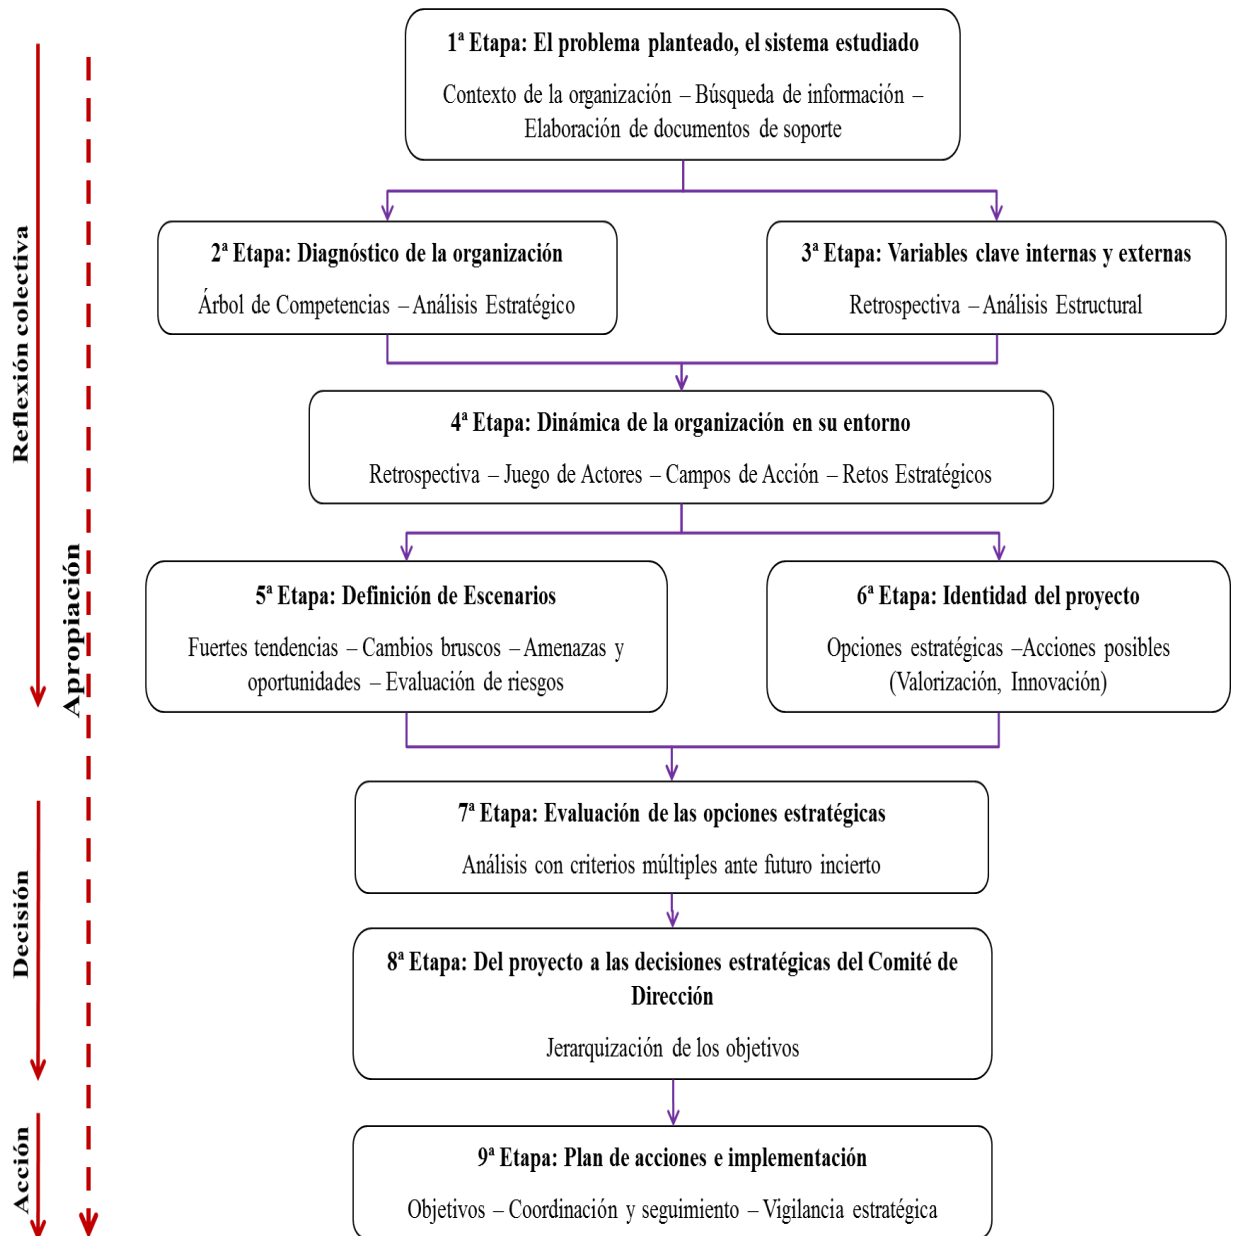 1ª Etapa: El problema planteado, el sistema estudiado
Contexto de la organización – Búsqueda de información –
Elaboración de documentos de soporte
2ª Etapa: Diagnóstico de la organización
Árbol de Competencias – Análisis Estratégico
3ª Etapa: Variables clave internas y externas
Retrospectiva – Análisis Estructural
4ª Etapa: Dinámica de la organización en su entorno
Retrospectiva – Juego de Actores – Campos de Acción – Retos Estratégicos
5ª Etapa: Definición de Escenarios
Fuertes tendencias – Cambios bruscos – Amenazas y
oportunidades – Evaluación de riesgos
6ª Etapa: Identidad del proyecto
Opciones estratégicas –Acciones posibles
(Valorización, Innovación)
7ª Etapa: Evaluación de las opciones estratégicas
Análisis con criterios múltiples ante futuro incierto
8ª Etapa: Del proyecto a las decisiones estratégicas del Comité de
Dirección
Jerarquización de los objetivos
9ª Etapa: Plan de acciones e implementación
Objetivos – Coordinación y seguimiento – Vigilancia estratégica
Reflexión colectiva
Apropiación
Decisión
Acción